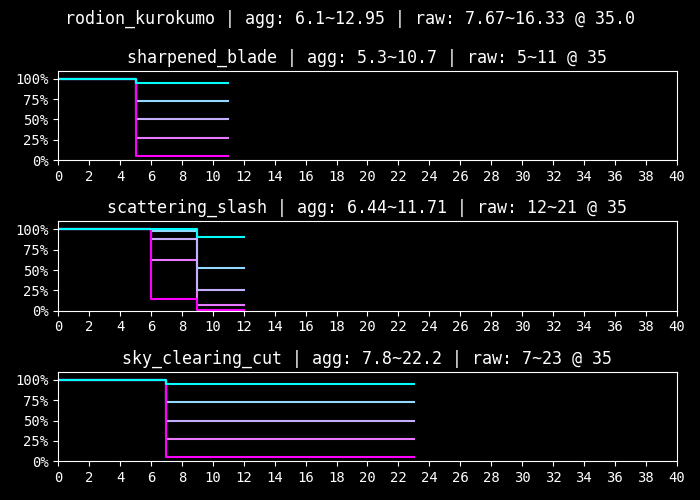 rodion_kurokumo | agg: 6.1~12.95 | raw: 7.67~16.33 @ 35.0
sharpened_blade | agg: 5.3~10.7 | raw: 5~11 @ 35
100%
75%
50%
25%
0%
0 2 4 6 8 10 12 14 16 18 20 22 24 26 28 30 32 34 36 38 40
scattering_slash | agg: 6.44~11.71 | raw: 12~21 @ 35
100%
75%
50%
25%
0%
0 2 4 6 8 10 12 14 16 18 20 22 24 26 28 30 32 34 36 38 40
sky_clearing_cut | agg: 7.8~22.2 | raw: 7~23 @ 35
100%
75%
50%
25%
0%
0 2 4 6 8 10 12 14 16 18 20 22 24 26 28 30 32 34 36 38 40